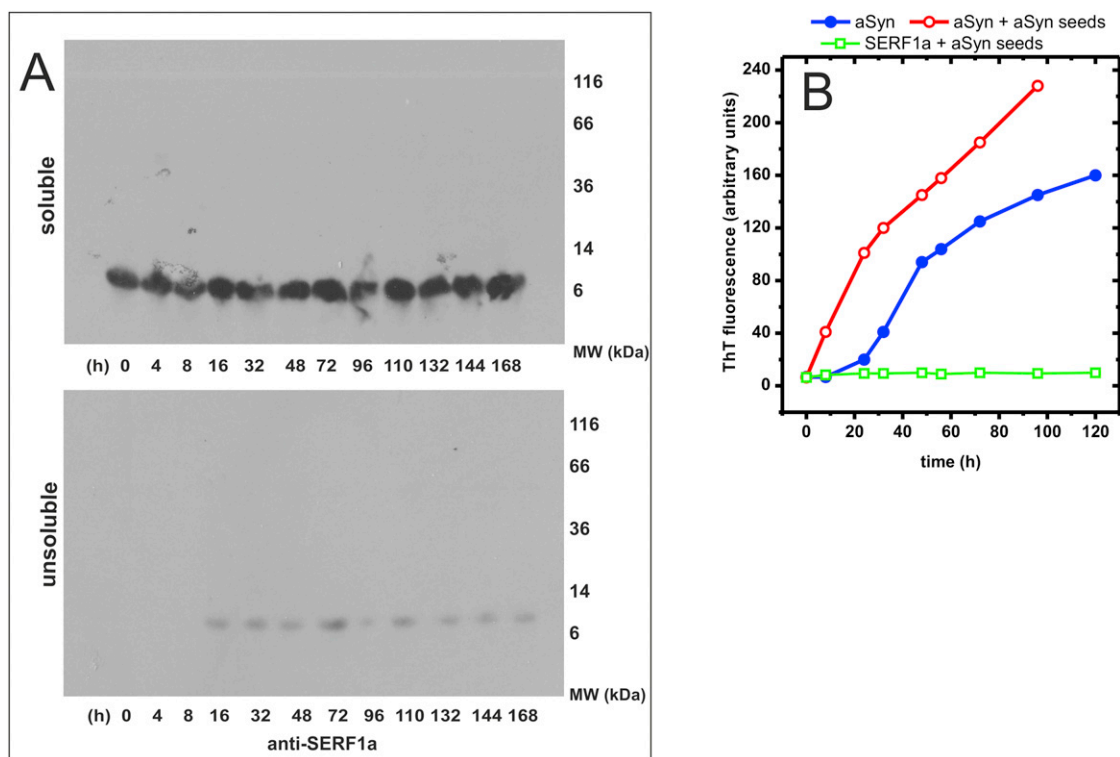 A
soluble
116
66
36
14
6
MW (kDa)
(h) 0 4 8 16 32 48 72 96 110 132 144 168
unsoluble
116
66
36
14
6
MW (kDa)
(h) 0 4 8 16 32 48 72 96 110 132 144 168
anti-SERF1a
aSyn aSyn + aSyn seeds
SERF1a + aSyn seeds
B
ThT fluorescence (arbitrary units)
240
200
160
120
80
40
0
0 20 40 60 80 100 120
time (h)